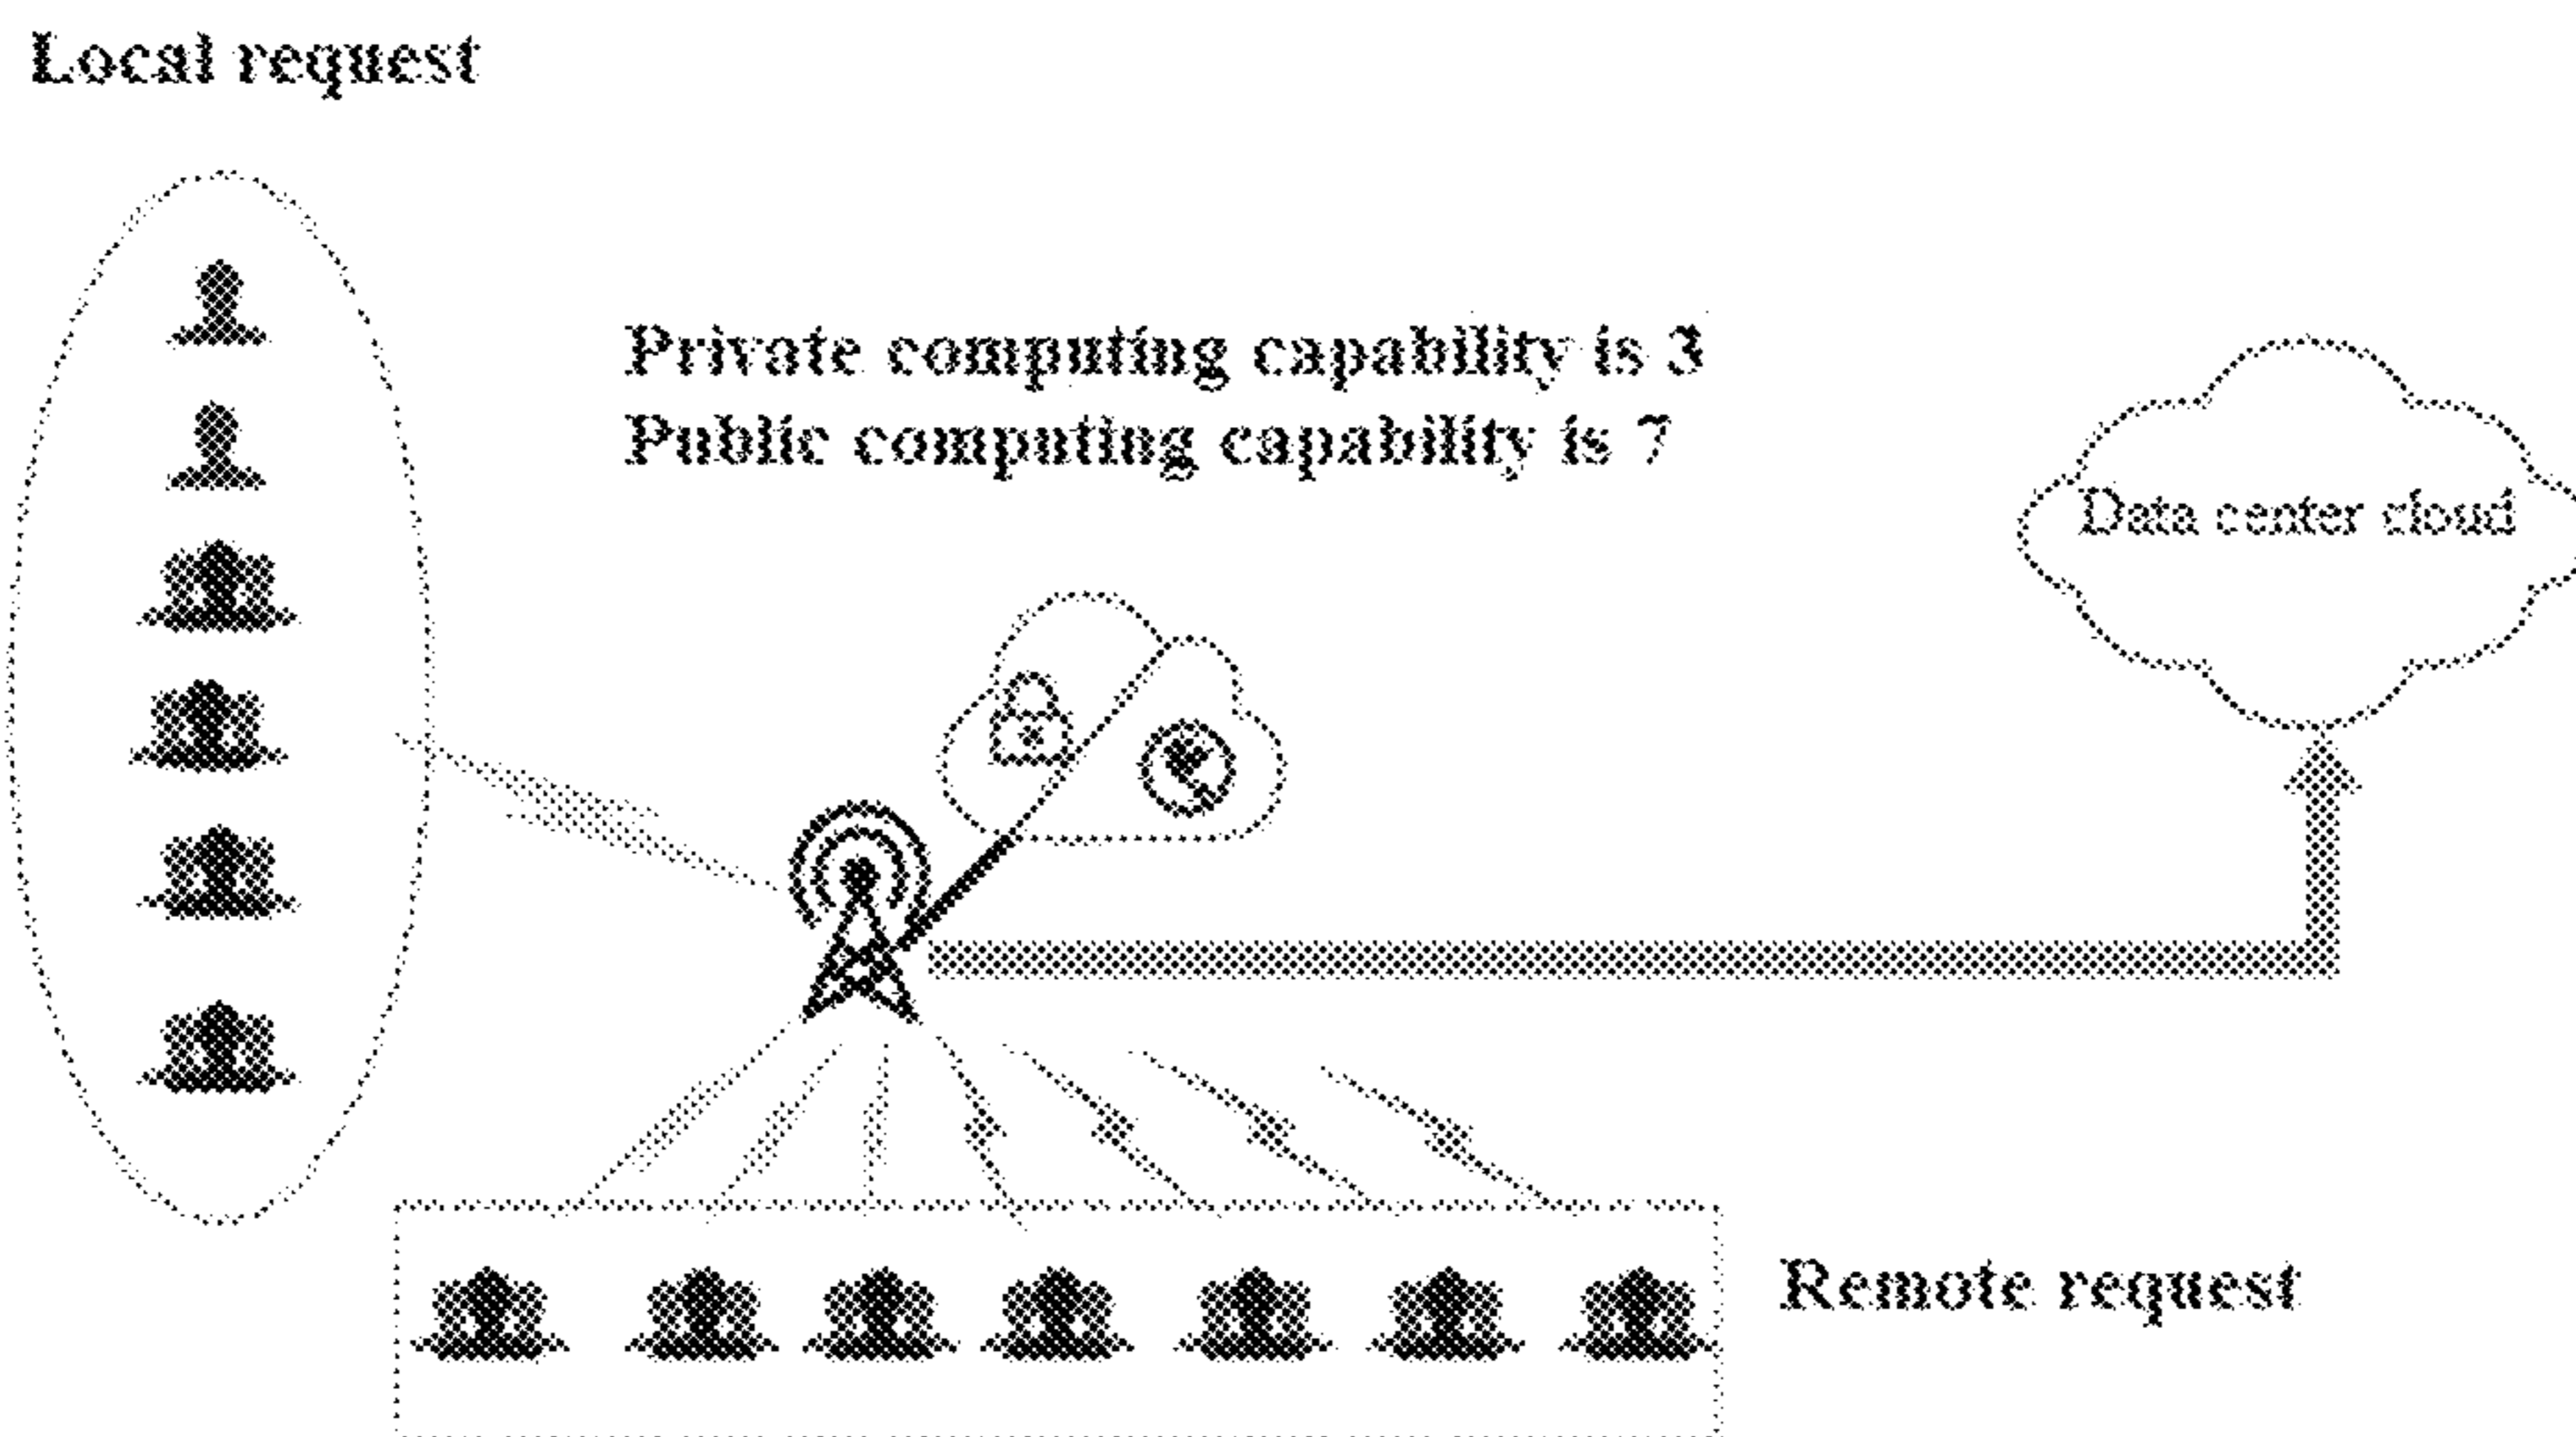 Local request
Private computing capability is 3
Public computing capability is 7
Data center cloud
Remote request